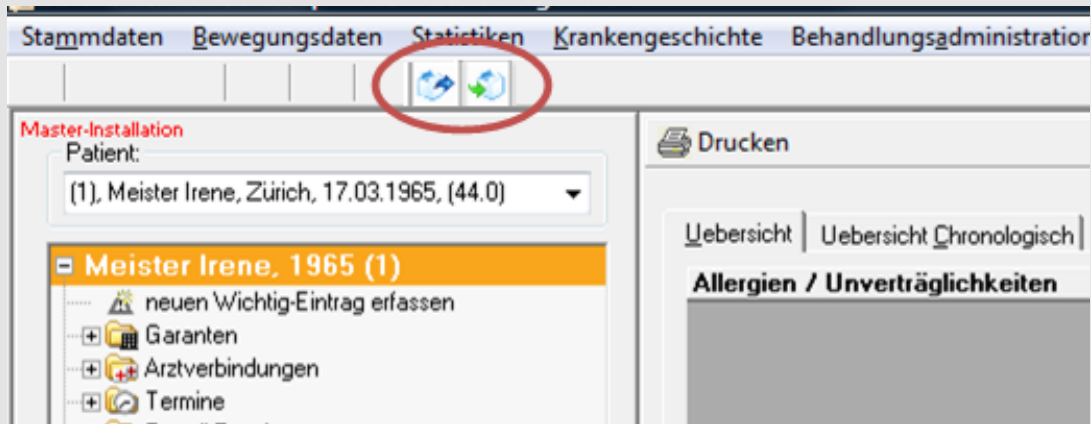 Stammdaten Bewegungsdaten Statistiken Krankengeschichte Behandlungsadministration
Master-Installation
Patient:
(1), Meister Irene, Zürich, 17.03.1965, (44.0)
Meister Irene, 1965 (1)
neuen Wichtig-Eintrag erfassen
Garanten
Arztverbindungen
Termine
Drucken
Uebersicht Uebersicht Chronologisch
Allergien / Unverträglichkeiten